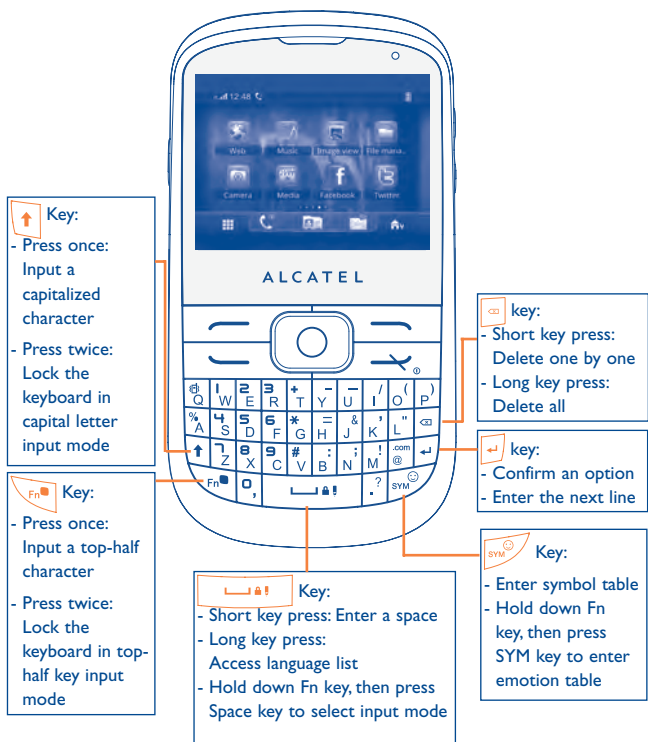 12:48
Web Music Image view File mana..
Camera Media Facebook Twitter
ALCATEL
Key:
- Press once:
Input a
capitalized
character
- Press twice:
Lock the
keyboard in
capital letter
input mode
Fn Key:
- Press once:
Input a top-half
character
- Press twice:
Lock the
keyboard in top-
half key input
mode
Q 1 W 2 E 3 R + T - Y _ U / I ( O ) P
% A 4 S 5 D 6 F * G = H & J ' K " L
7 Z 8 X 9 C # V : B ; N ! M .com @
Fn 0 , . ? SYM
Key:
- Short key press: Enter a space
- Long key press:
Access language list
- Hold down Fn key, then press
Space key to select input mode
key:
- Short key press:
Delete one by one
- Long key press:
Delete all
key:
- Confirm an option
- Enter the next line
SYM Key:
- Enter symbol table
- Hold down Fn
key, then press
SYM key to enter
emotion table